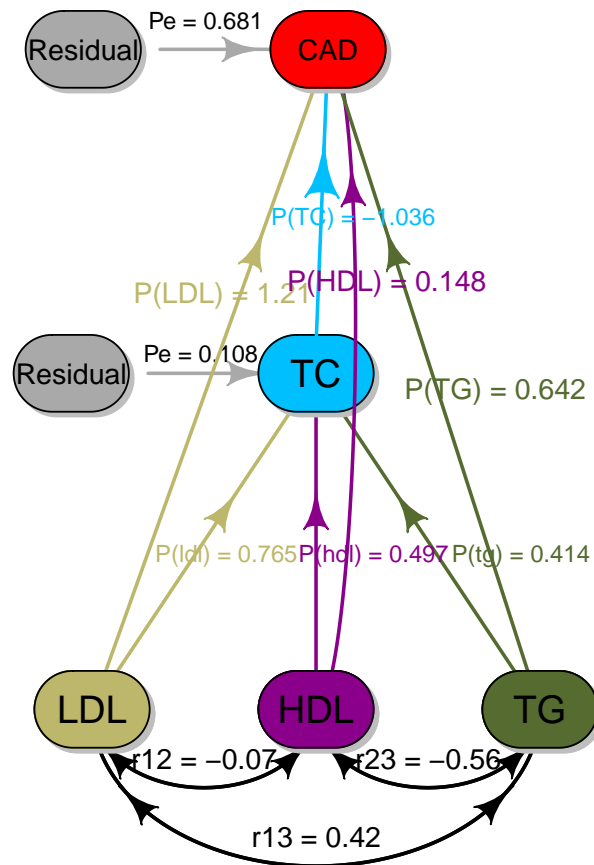 Pe = 0.681
Residual
CAD
P(TC) = −1.036
P(HDL) = 0.148
P(LDL) = 1.21
Pe = 0.108
Residual
TC
P(TG) = 0.642
P(ldl) = 0.765
P(hdl) = 0.497
P(tg) = 0.414
LDL
HDL
TG
r12 = −0.07
r23 = −0.56
r13 = 0.42